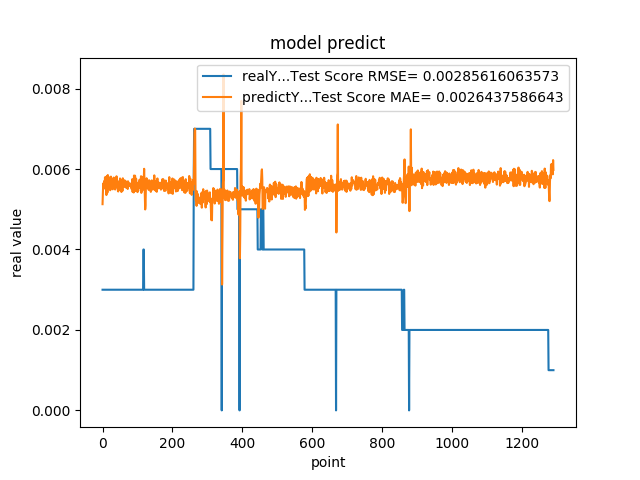 model predict
realY...Test Score RMSE= 0.00285616063573
predictY...Test Score MAE= 0.0026437586643
0.008
0.006
0.004
0.002
0.000
real value
0 200 400 600 800 1000 1200
point